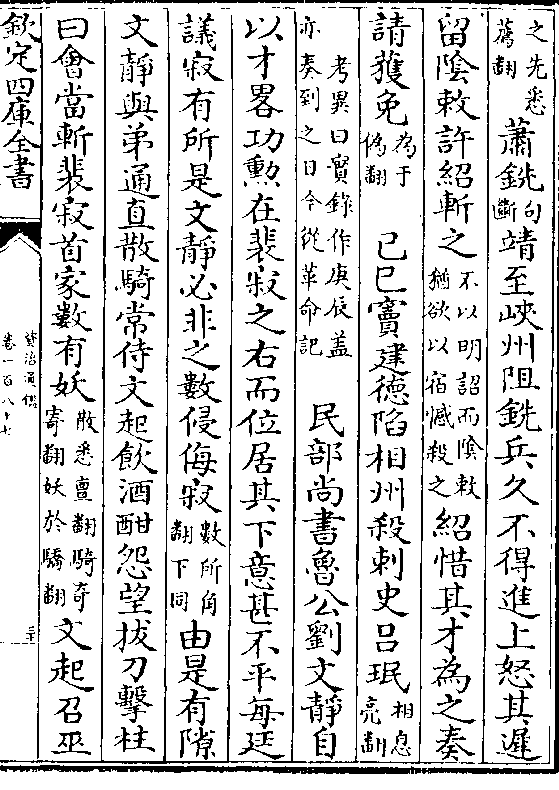 之先悉
薦翻
蕭銑
句
斷
靖至峽州阻銑兵久不得進上怒其遲
留陰敕許紹斬之
不以明詔而陰敕
猶欲以宿憾殺之
紹惜其才為之奏
請獲免
為于
偽翻
己巳竇建德陷相州殺刺史呂珉
相息
亮翻
考異曰實錄作庚辰盖
亦奏到之日今從革命記
民部尚書魯公劉文靜自
以才畧功勳在裴寂之右而位居其下意甚不平每廷
議寂有所是文靜必非之數侵侮寂
數所角
翻下同
由是有隙
文靜與弟通直散騎常侍文起飲酒酣怨望拔刀擊柱
曰會當斬裴寂首家數有妖
散悉亶翻騎奇
寄翻妖於驕翻
文起召巫
欽定四庫全書
資治通鑑
卷一百八十七